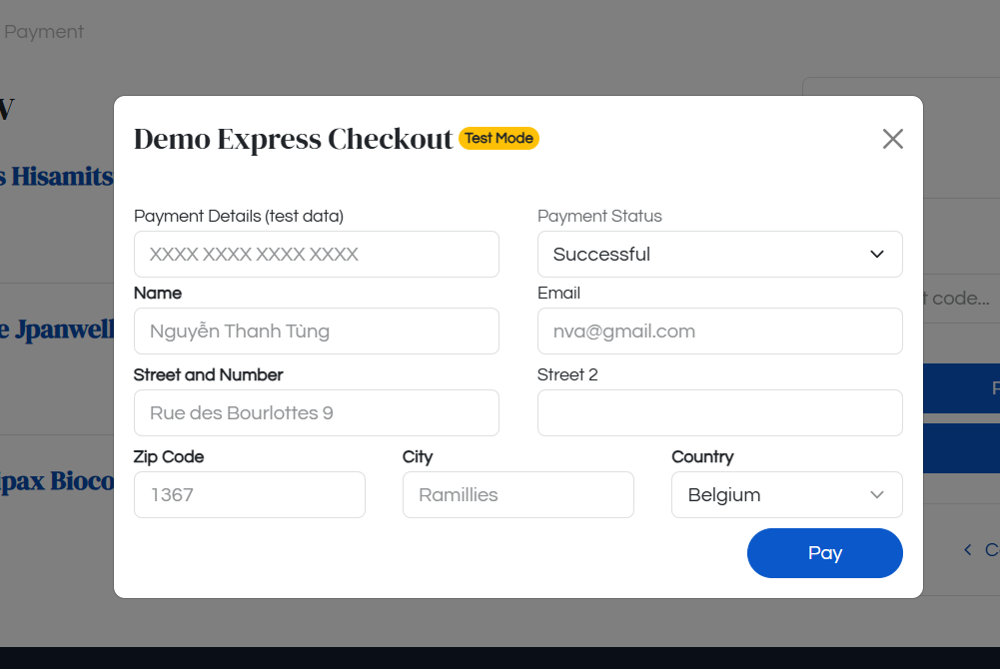 Payment
Demo Express Checkout Test Mode
s Hisamits
Payment Details (test data) Payment Status
XXXX XXXX XXXX XXXX Successful
t code...
Name Email
Nguyễn Thanh Tùng nva@gmail.com
e Jpanwell
Street and Number Street 2
Rue des Bourlottes 9
Zip Code City Country
ipax Bioco
1367 Ramillies Belgium
Pay